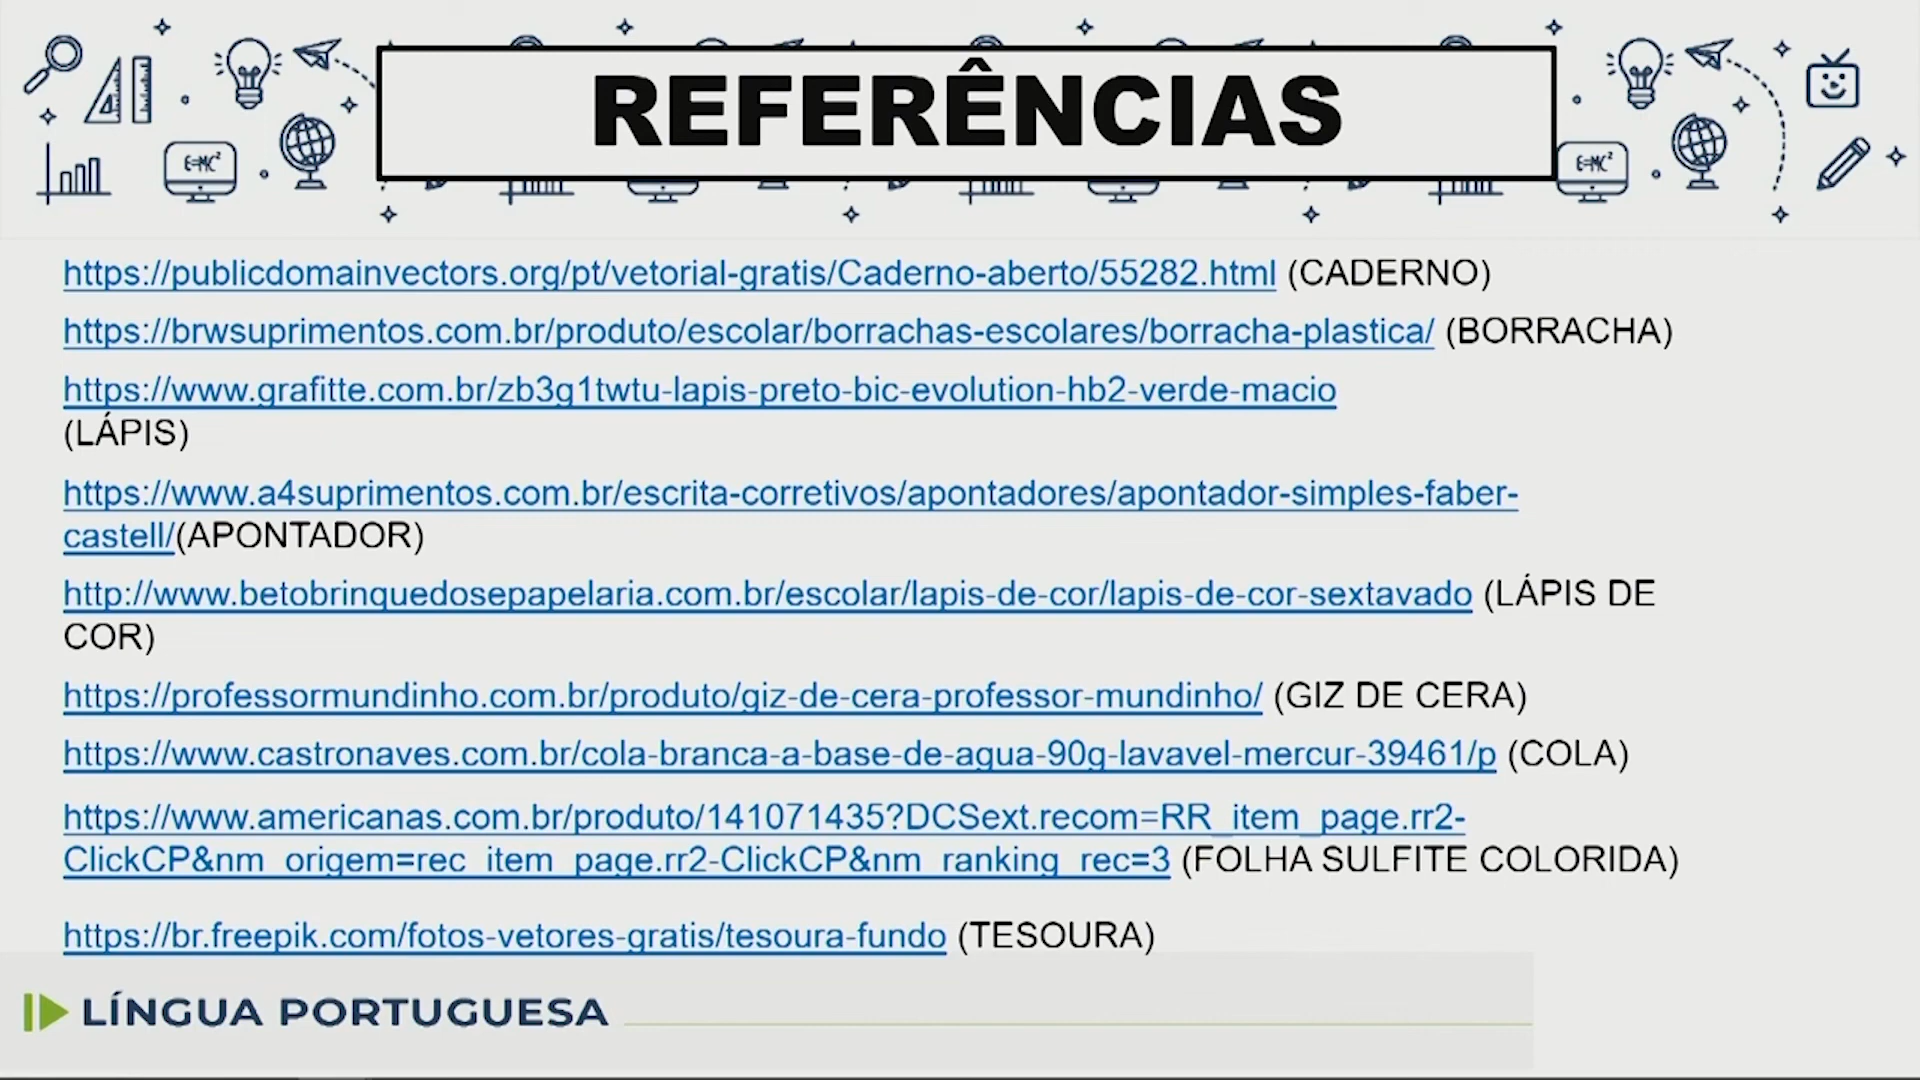 E=MC²
REFERÊNCIAS
E=MC²
https://publicdomainvectors.org/pt/vetorial-gratis/Caderno-aberto/55282.html (CADERNO)
https://brwsuprimentos.com.br/produto/escolar/borrachas-escolares/borracha-plastica/ (BORRACHA)
https://www.grafitte.com.br/zb3g1twtu-lapis-preto-bic-evolution-hb2-verde-macio
(LÁPIS)
https://www.a4suprimentos.com.br/escrita-corretivos/apontadores/apontador-simples-faber-
castell/(APONTADOR)
http://www.betobrinquedosepapelaria.com.br/escolar/lapis-de-cor/lapis-de-cor-sextavado (LÁPIS DE
COR)
https://professormundinho.com.br/produto/giz-de-cera-professor-mundinho/ (GIZ DE CERA)
https://www.castronaves.com.br/cola-branca-a-base-de-agua-90g-lavavel-mercur-39461/p (COLA)
https://www.americanas.com.br/produto/141071435?DCSext.recom=RR_item_page.rr2-
ClickCP&nm_origem=rec_item_page.rr2-ClickCP&nm_ranking_rec=3 (FOLHA SULFITE COLORIDA)
https://br.freepik.com/fotos-vetores-gratis/tesoura-fundo (TESOURA)
LÍNGUA PORTUGUESA